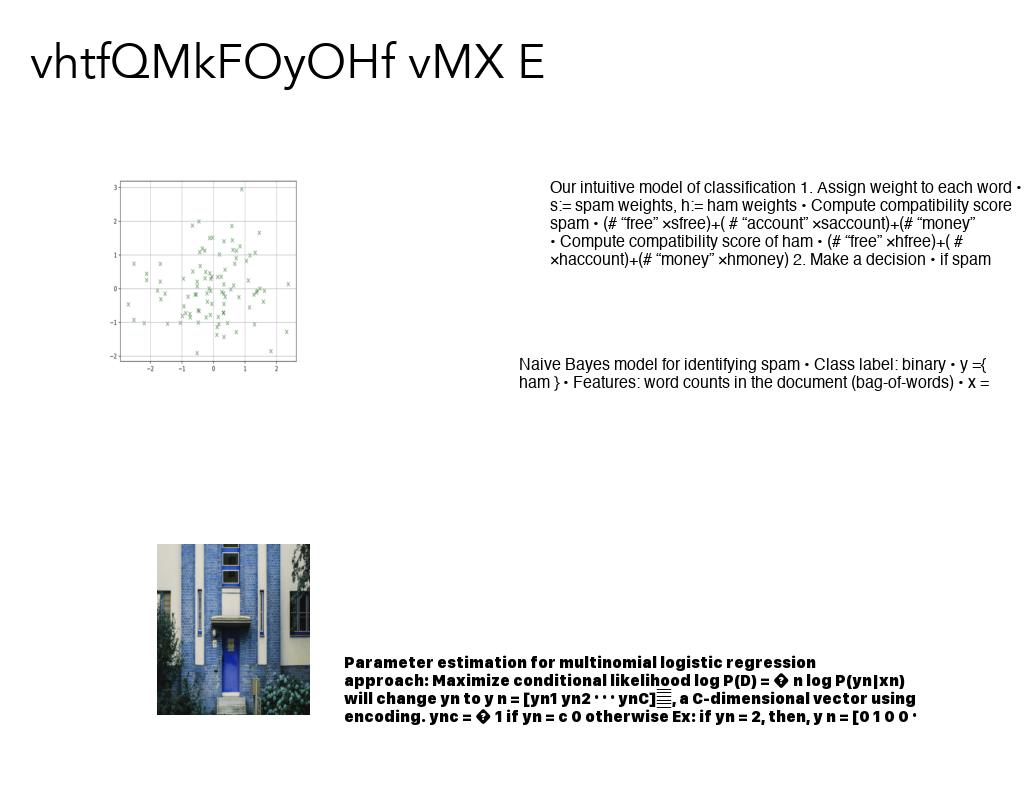 vhtfQMkFOyOHf vMX E
3
2
1
0
−1
−2
−2 −1 0 1 2
Our intuitive model of classification 1. Assign weight to each word •
s:= spam weights, h:= ham weights • Compute compatibility score
spam • (# “free” ×sfree)+( # “account” ×saccount)+(# “money”
• Compute compatibility score of ham • (# “free” ×hfree)+( #
×haccount)+(# “money” ×hmoney) 2. Make a decision • if spam
Naive Bayes model for identifying spam • Class label: binary • y ={
ham } • Features: word counts in the document (bag-of-words) • x =
Parameter estimation for multinomial logistic regression
approach: Maximize conditional likelihood log P(D) = � n log P(yn|xn)
will change yn to y n = [yn1 yn2 · · · ynC], a C-dimensional vector using
encoding. ync = � 1 if yn = c 0 otherwise Ex: if yn = 2, then, y n = [0 1 0 0 ·